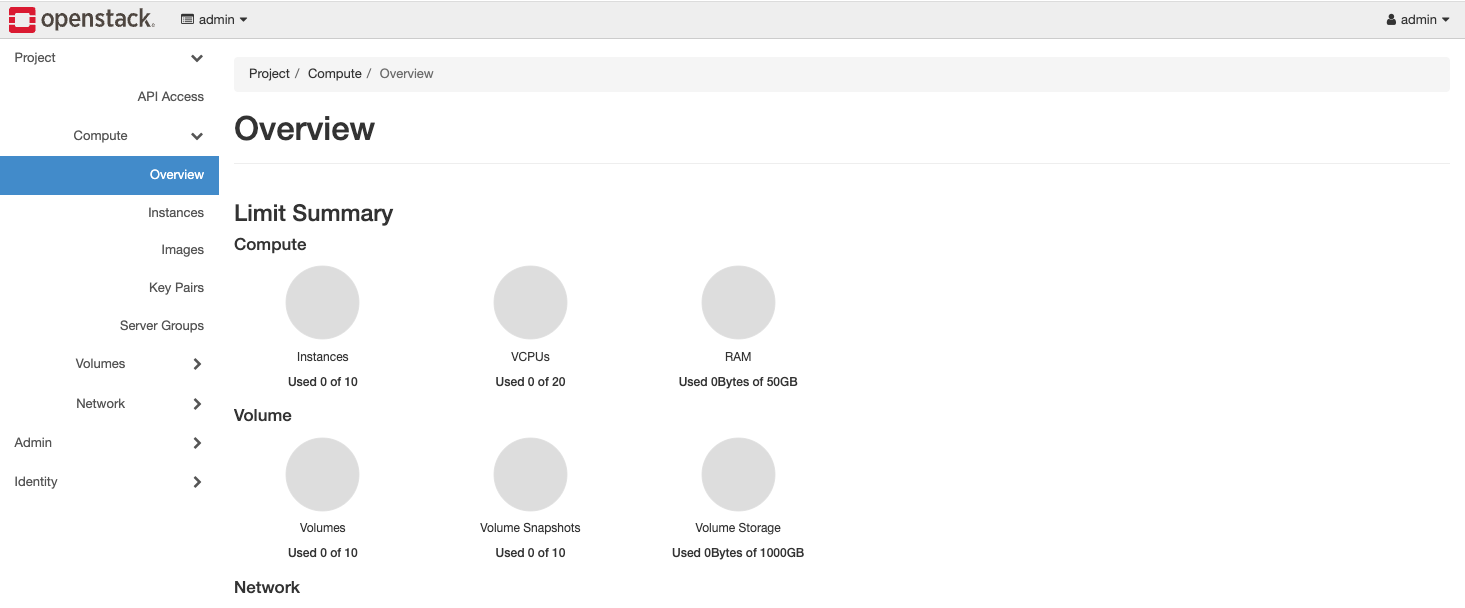 openstack. admin admin
Project
API Access
Compute
Overview
Instances
Images
Key Pairs
Server Groups
Volumes
Network
Admin
Identity
Project / Compute / Overview
Overview
Limit Summary
Compute
Instances VCPUs RAM
Used 0 of 10 Used 0 of 20 Used 0Bytes of 50GB
Volume
Volumes Volume Snapshots Volume Storage
Used 0 of 10 Used 0 of 10 Used 0Bytes of 1000GB
Network